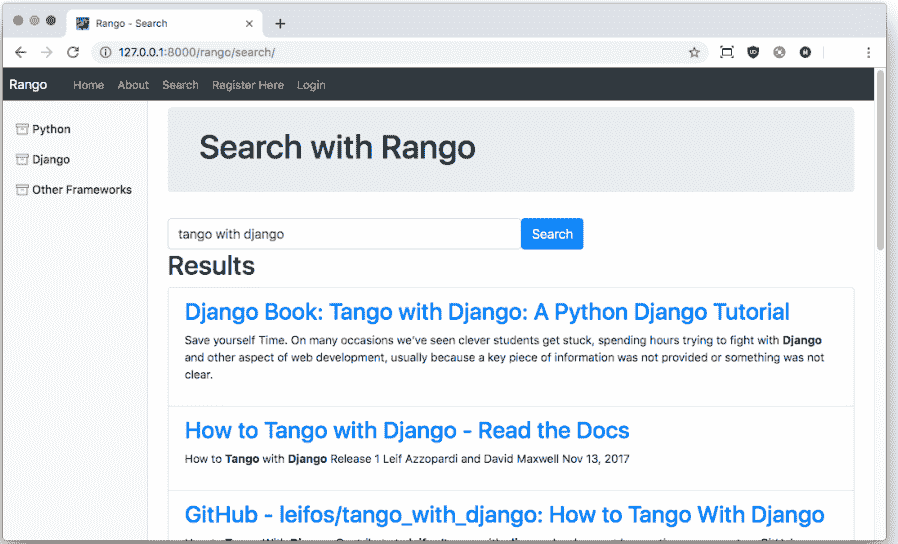 Rango - Search
127.0.0.1:8000/rango/search/
Rango Home About Search Register Here Login
Python
Django
Other Frameworks
Search with Rango
tango with django Search
Results
Django Book: Tango with Django: A Python Django Tutorial
Save yourself Time. On many occasions we've seen clever students get stuck, spending hours trying to fight with Django
and other aspect of web development, usually because a key piece of information was not provided or something was not
clear.
How to Tango with Django - Read the Docs
How to Tango with Django Release 1 Leif Azzopardi and David Maxwell Nov 13, 2017
GitHub - leifos/tango_with_django: How to Tango With Django